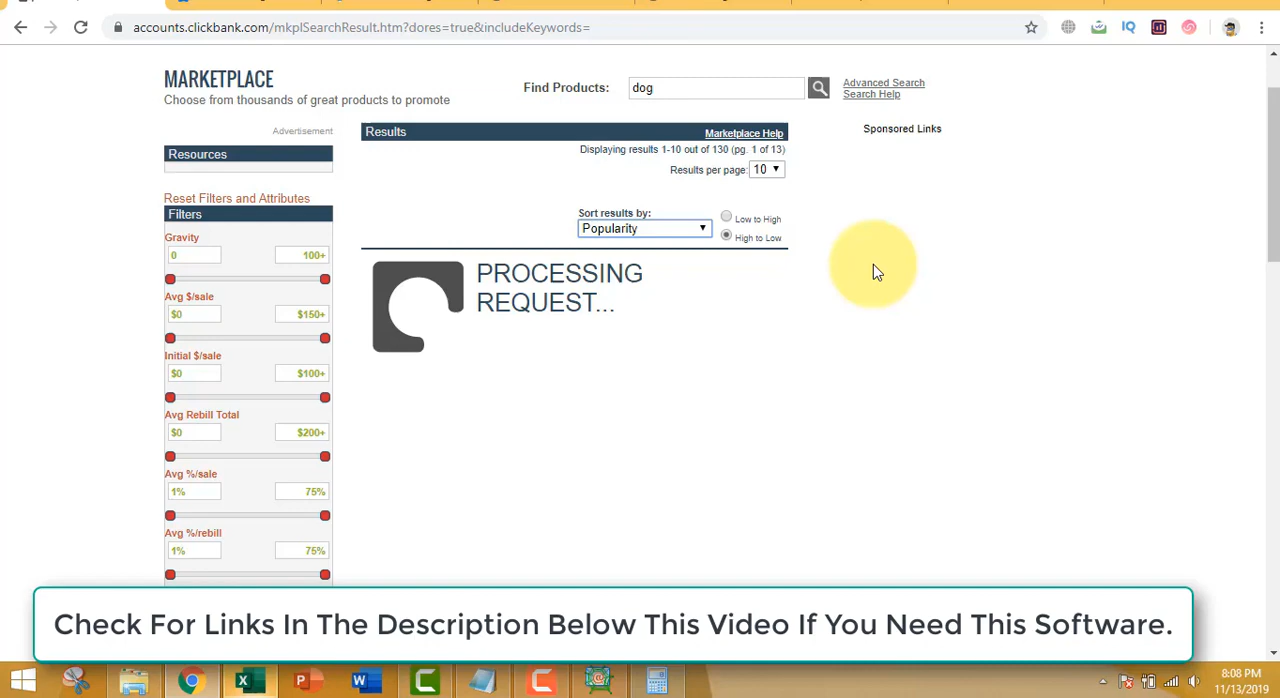 accounts.clickbank.com/mkplSearchResult.htm?dores=true&includeKeywords=
MARKETPLACE
Choose from thousands of great products to promote
Find Products:
dog
Advanced Search
Search Help
Advertisement
Resources
Reset Filters and Attributes
Filters
Gravity
0
100+
Avg $/sale
$0
$150+
Initial $/sale
$0
$100+
Avg Rebill Total
$0
$200+
Avg %/sale
1%
75%
Avg %/rebill
1%
75%
Results
Marketplace Help
Displaying results 1-10 out of 130 (pg. 1 of 13)
Results per page: 10
Sort results by:
Popularity
Low to High
High to Low
PROCESSING
REQUEST...
Sponsored Links
Check For Links In The Description Below This Video If You Need This Software.
8:08 PM
11/13/2019